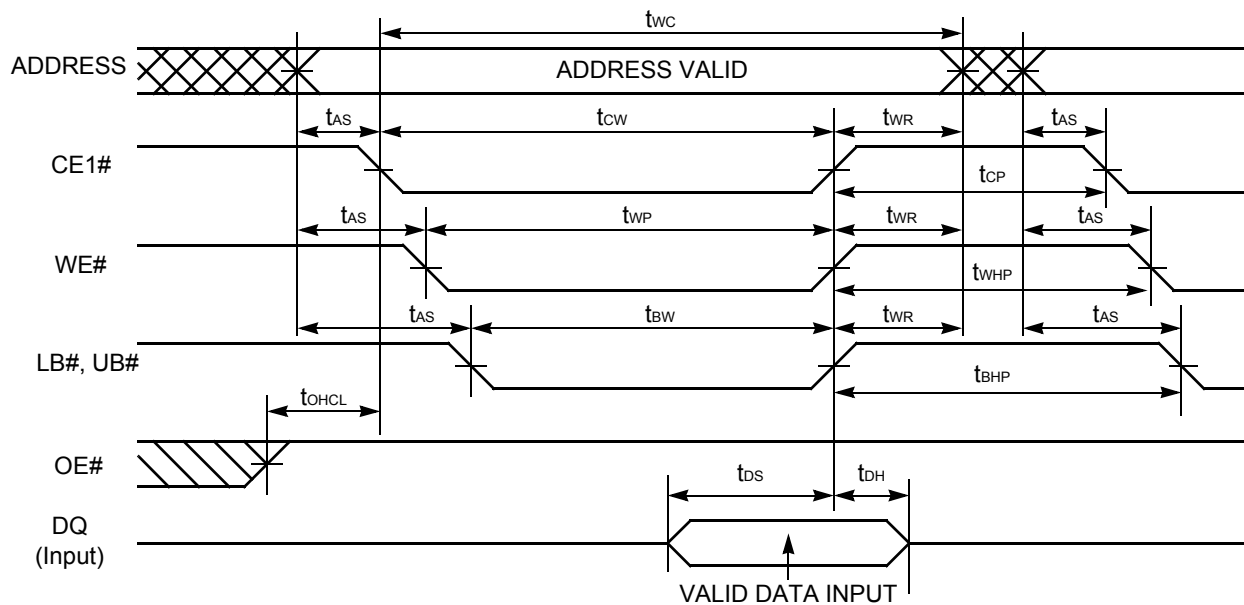 tWC
ADDRESS
ADDRESS VALID
tAS
tCW
tWR
tAS
CE1#
tCP
tAS
tWP
tWR
tAS
WE#
tWHP
tAS
tBW
tWR
tAS
LB#, UB#
tBHP
tOHCL
OE#
tDS
tDH
DQ
(Input)
VALID DATA INPUT